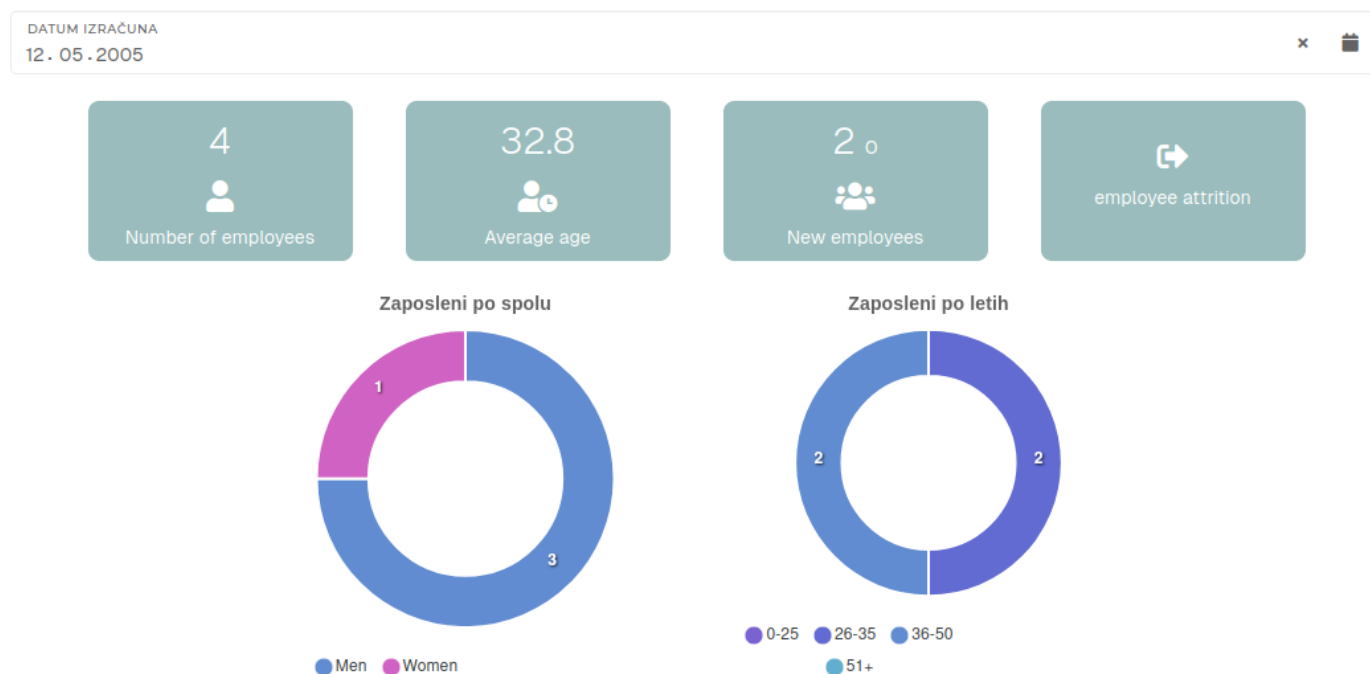 DATUM IZRAČUNA
12. 05. 2005
4
32.8
2 0
Number of employees
Average age
New employees
employee attrition
Zaposleni po spolu
Zaposleni po letih
1
3
2
2
Men
Women
0-25
26-35
36-50
51+